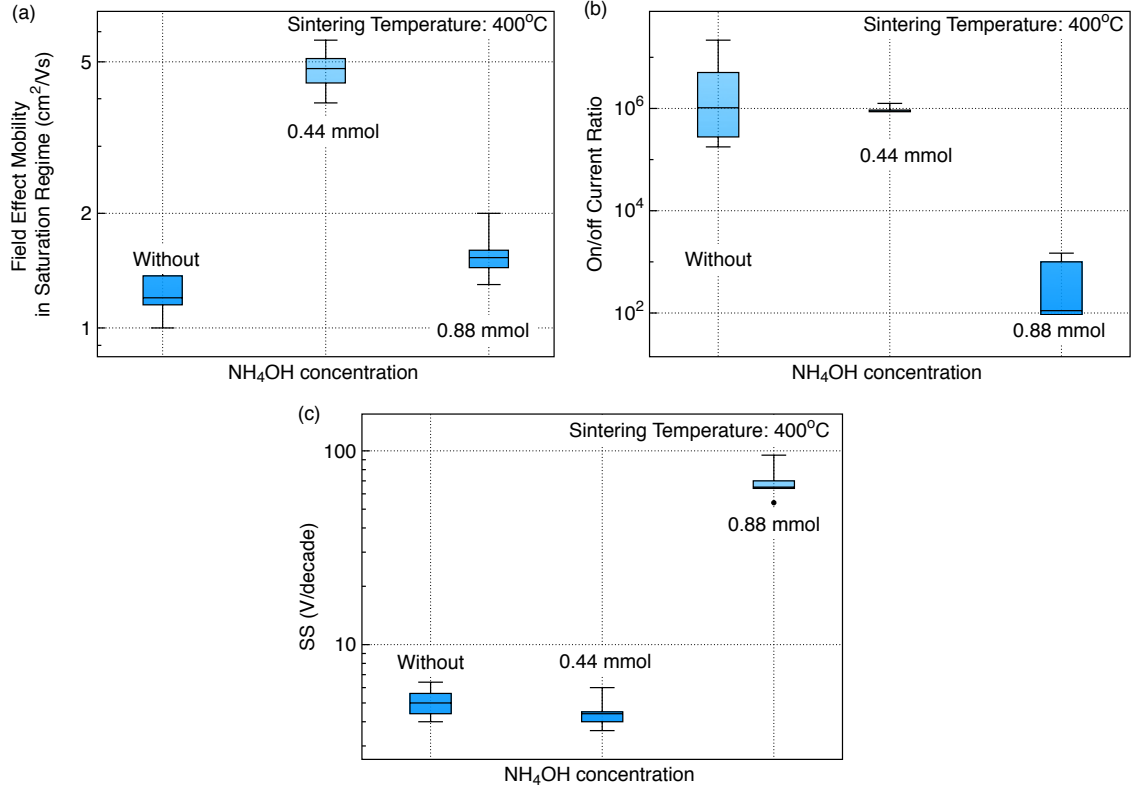 (a)
Sintering Temperature: 400°C
Field Effect Mobility
in Saturation Regime (cm²/Vs)
5
2
1
0.44 mmol
Without
0.88 mmol
NH₄OH concentration
(b)
Sintering Temperature: 400°C
On/off Current Ratio
10⁶
10⁴
10²
0.44 mmol
Without
0.88 mmol
NH₄OH concentration
(c)
Sintering Temperature: 400°C
SS (V/decade)
100
10
0.88 mmol
Without
0.44 mmol
NH₄OH concentration